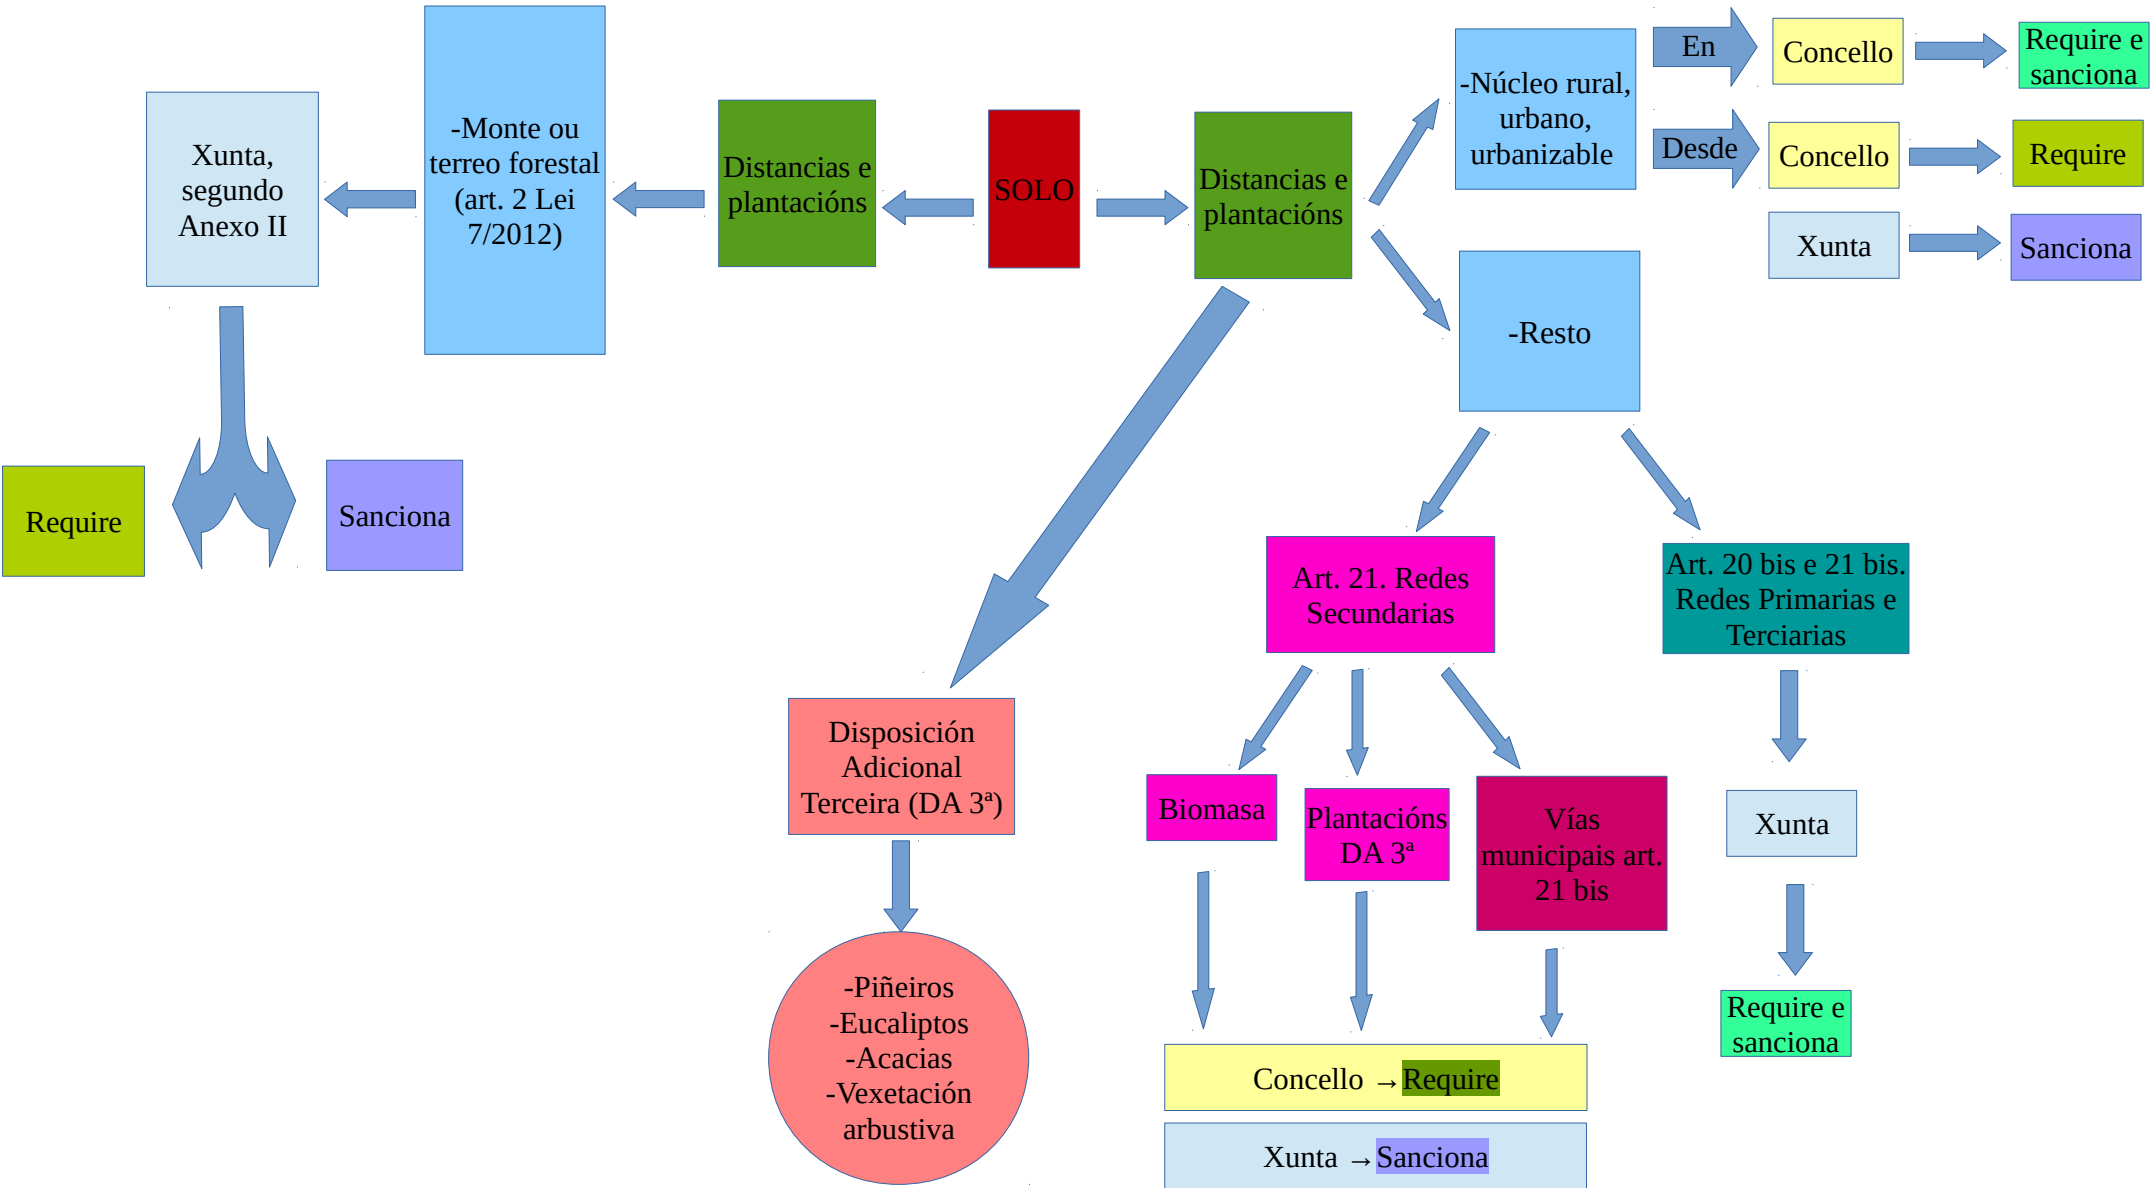 Xunta,
segundo
Anexo II
-Monte ou
terreo forestal
(art. 2 Lei
7/2012)
Distancias e
plantacións
SOLO
Distancias e
plantacións
-Núcleo rural,
urbano,
urbanizable
En
Concello
Require e
sanciona
Desde
Concello
Require
Xunta
Sanciona
-Resto
Require
Sanciona
Art. 21. Redes
Secundarias
Art. 20 bis e 21 bis.
Redes Primarias e
Terciarias
Disposición
Adicional
Terceira (DA 3ª)
Biomasa
Plantacións
DA 3ª
Vías
municipais art.
21 bis
Xunta
-Piñeiros
-Eucaliptos
-Acacias
-Vexetación
arbustiva
Require e
sanciona
Concello →Require
Xunta →Sanciona